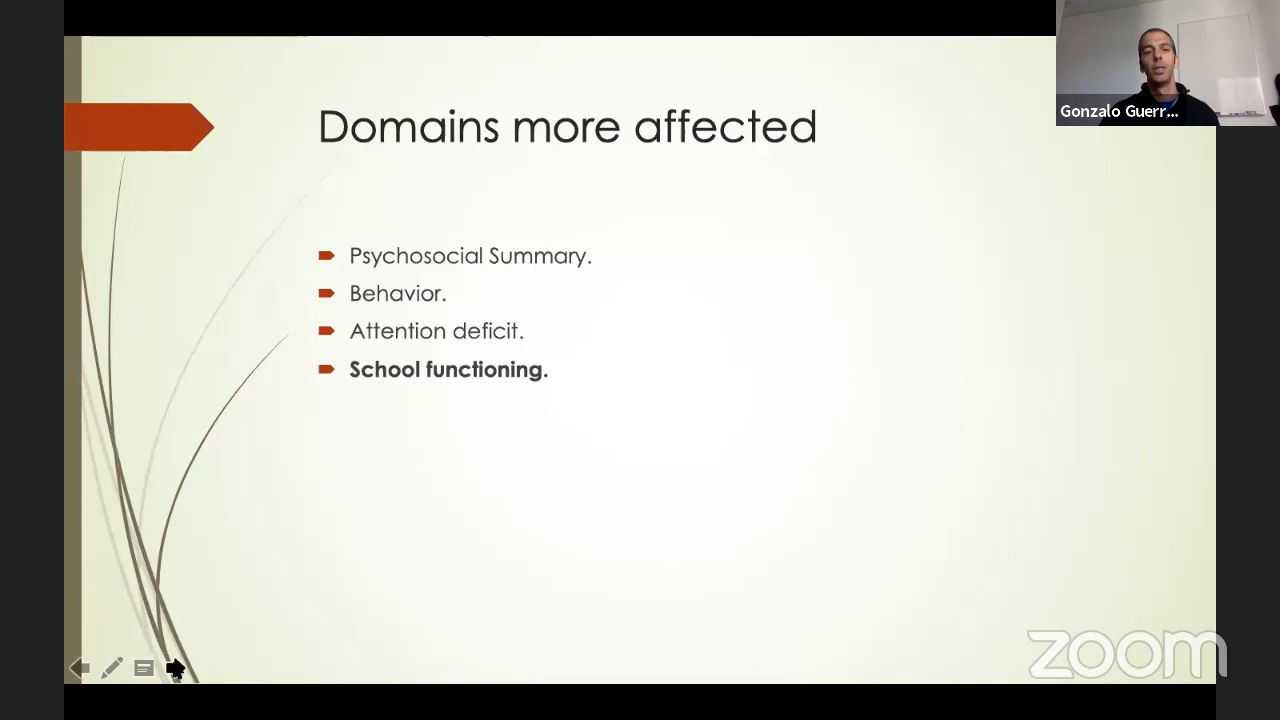 Domains more affected
Gonzalo Guerr...
Psychosocial Summary.
Behavior.
Attention deficit.
School functioning.
zoom